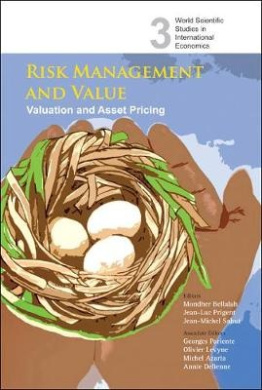 3
World Scientific
Studies in
International
Economics
RISK MANAGEMENT
AND VALUE
Valuation and Asset Pricing
Editors
Mondher Bellalah
Jean-Luc Prigent
Jean-Michel Sahut
Associate Editors
Georges Pariente
Olivier Levyne
Michel Azaria
Annie Delienne